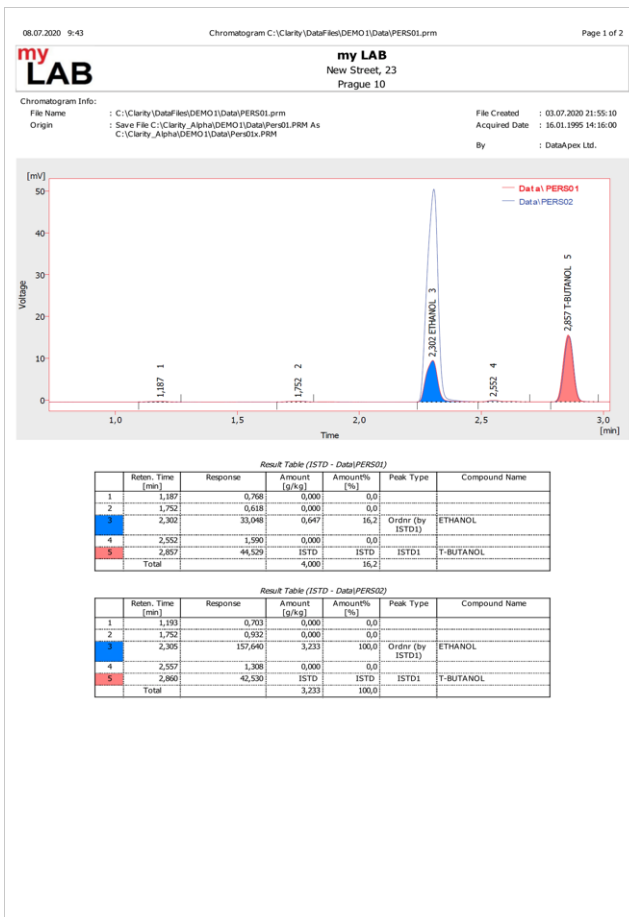 08.07.2020 9:43 Chromatogram C:\Clarity\DataFiles\DEMO1\Data\PERS01.prm Page 1 of 2
my
LAB
my LAB
New Street, 23
Prague 10
Chromatogram Info:
File Name : C:\Clarity\DataFiles\DEMO1\Data\PERS01.prm File Created : 03.07.2020 21:55:10
Origin : Save File C:\Clarity_Alpha\DEMO1\Data\Pers01.PRM As Acquired Date : 16.01.1995 14:16:00
C:\Clarity_Alpha\DEMO1\Data\Pers01x.PRM
By : DataApex Ltd.
[mV]
50
40
30
20
10
0
Voltage
Data\PERS01
Data\PERS02
1,187 1
1,752 2
2,302 ETHANOL 3
2,552 4
2,857 T-BUTANOL 5
1,0 1,5 2,0 2,5 3,0
Time [min]
Result Table (ISTD - Data\PERS01)
Reten. Time Response Amount Amount% Peak Type Compound Name
[min] [g/kg] [%]
1 1,187 0,768 0,000 0,0
2 1,752 0,618 0,000 0,0
3 2,302 33,048 0,647 16,2 Ordnr (by ETHANOL
ISTD1)
4 2,552 1,590 0,000 0,0
5 2,857 44,529 ISTD ISTD ISTD1 T-BUTANOL
Total 4,000 16,2
Result Table (ISTD - Data\PERS02)
Reten. Time Response Amount Amount% Peak Type Compound Name
[min] [g/kg] [%]
1 1,193 0,703 0,000 0,0
2 1,752 0,932 0,000 0,0
3 2,305 157,640 3,233 100,0 Ordnr (by ETHANOL
ISTD1)
4 2,557 1,308 0,000 0,0
5 2,860 42,530 ISTD ISTD ISTD1 T-BUTANOL
Total 3,233 100,0